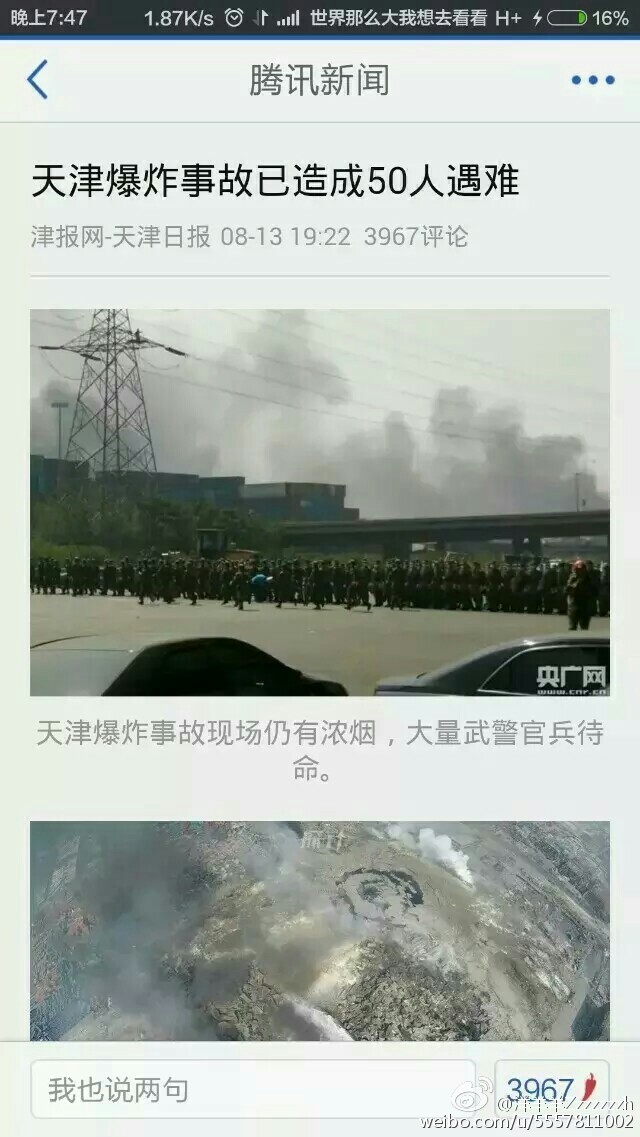 晚上7:47 1.87K/s 世界那么大我想去看看 H+ 16%
腾讯新闻
天津爆炸事故已造成50人遇难
津报网-天津日报 08-13 19:22 3967评论
央广网
www.cnr.cn
天津爆炸事故现场仍有浓烟，大量武警官兵待
命。
我也说两句
3967
weibo.com/u/5557811002